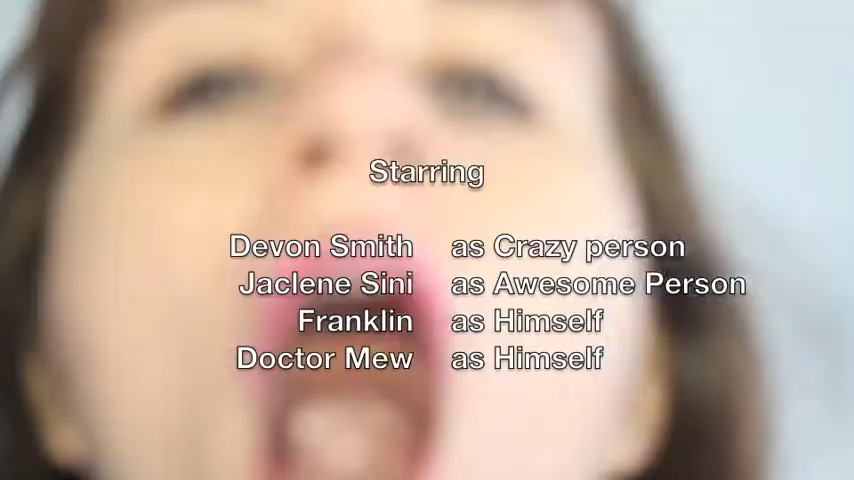 Starring
Devon Smith as Crazy person
Jaclene Sini as Awesome Person
Franklin as Himself
Doctor Mew as Himself